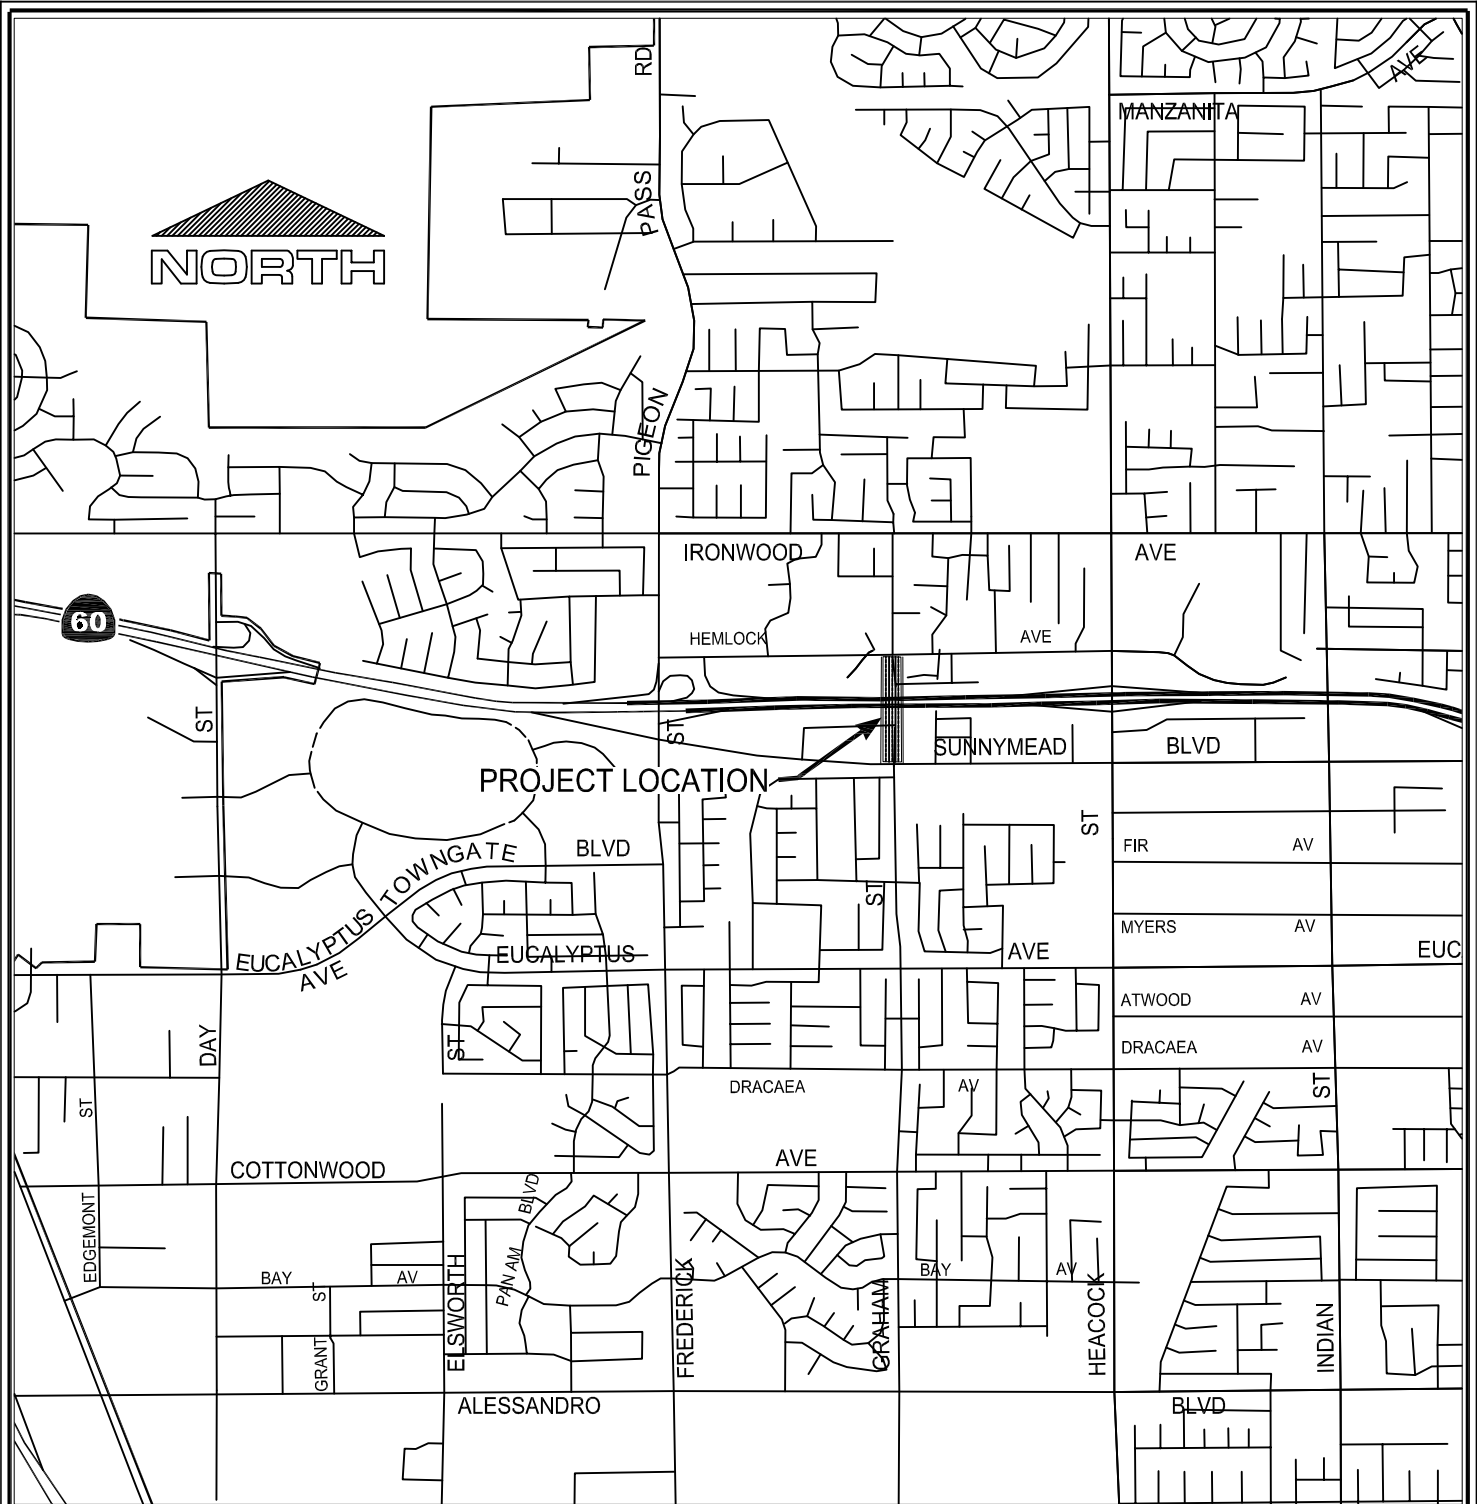 RD
AVE
MANZANITA
PASS
NORTH
PIGEON
IRONWOOD AVE
60
HEMLOCK AVE
ST
ST
SUNNYMEAD BLVD
PROJECT LOCATION
ST
FIR AV
TOWNGATE BLVD
ST
MYERS AV
EUCALYPTUS AVE
EUCALYPTUS AVE
EUC
ATWOOD AV
DAY
ST
DRACAEA AV
DRACAEA AV
ST
ST
COTTONWOOD AVE
EDGEMONT
PAN AM BLVD
BAY AV
BAY AV
ST
GRANT
ELSWORTH
FREDERICK
GRAHAM
HEACOCK
INDIAN
ALESSANDRO BLVD